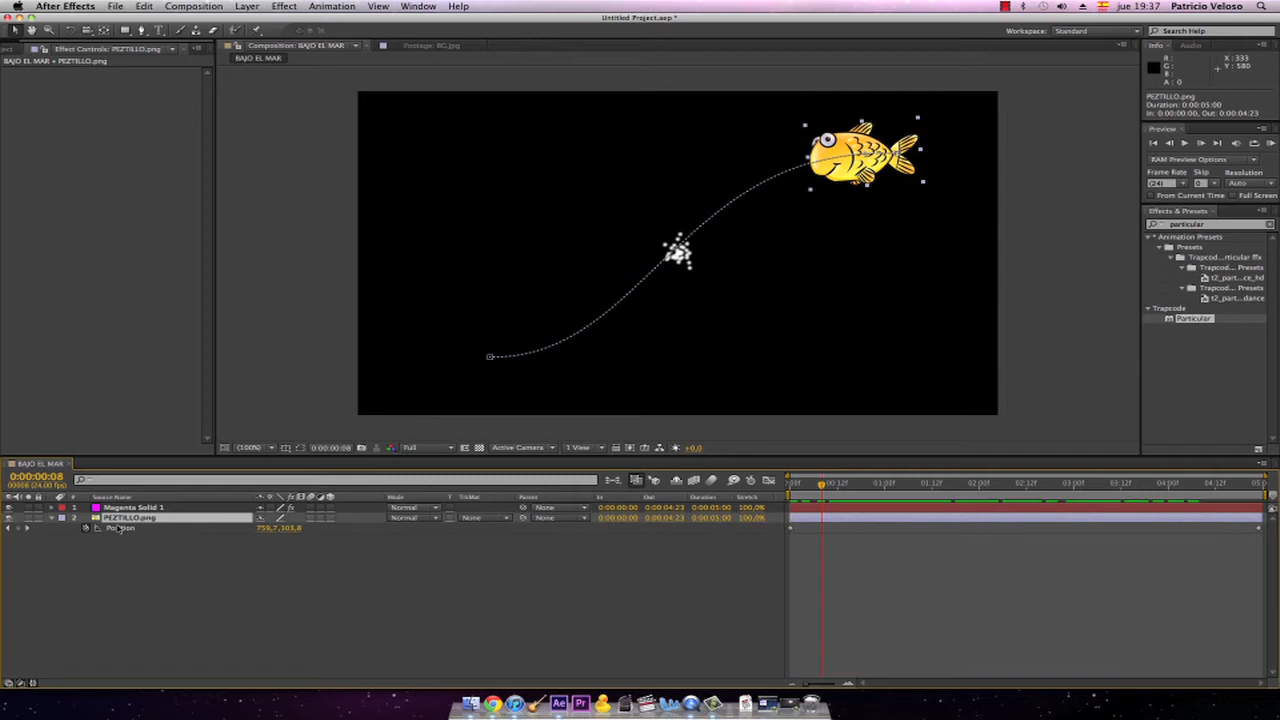 After Effects File Edit Composition Layer Effect Animation View Window Help jue 19:37 Patricio Veloso
Untitled Project.aep *
Workspace: Standard Search Help
Effect Controls: PEZTILLO.png Composition: BAJO EL MAR Footage: BG.jpg Info Audio
BAJO EL MAR • PEZTILLO.png BAJO EL MAR
R: X: 333
G: Y: 580
B:
A: 0
PEZTILLO.png
Duration: 0:00:05:00
In: 0:00:00:00, Out: 0:00:04:23
Preview
RAM Preview Options
Frame Rate Skip Resolution
(24) 0 Auto
From Current Time Full Screen
Effects & Presets
particular
* Animation Presets
Presets
Trapcod...rticular ffx
Trapcod... Presets
t2_part...ce_hd
Trapcod... Presets
t2_part...dance
Trapcode
Particular
(100%) 0:00:00:08 Full Active Camera 1 View +0,0
BAJO EL MAR
0:00:00:08
00008 (24.00 fps)
Source Name Mode T TrkMat Parent In Out Duration Stretch
:00f 00:12f 01:00f 01:12f 02:00f 02:12f 03:00f 03:12f 04:00f 04:12f 05:0
1 Magenta Solid 1 Normal None 0:00:00:00 0:00:04:23 0:00:05:00 100,0%
2 PEZTILLO.png Normal None None 0:00:00:00 0:00:04:23 0:00:05:00 100,0%
Position 759,7,103,8